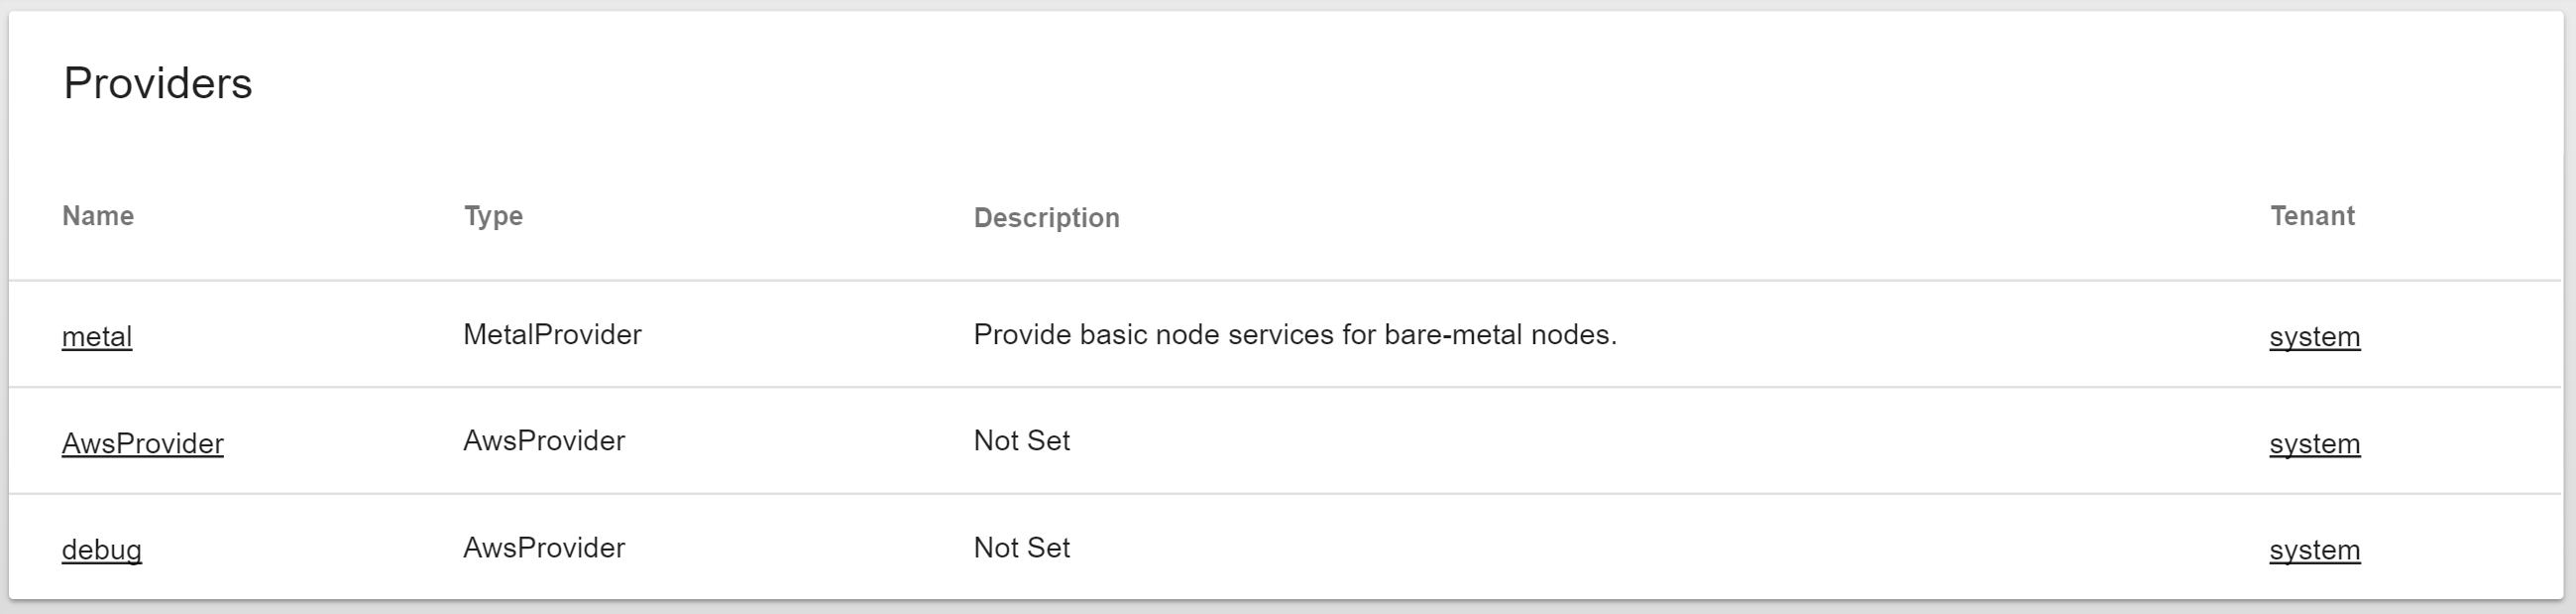 Providers
Name Type Description Tenant
metal MetalProvider Provide basic node services for bare-metal nodes. system
AwsProvider AwsProvider Not Set system
debug AwsProvider Not Set system